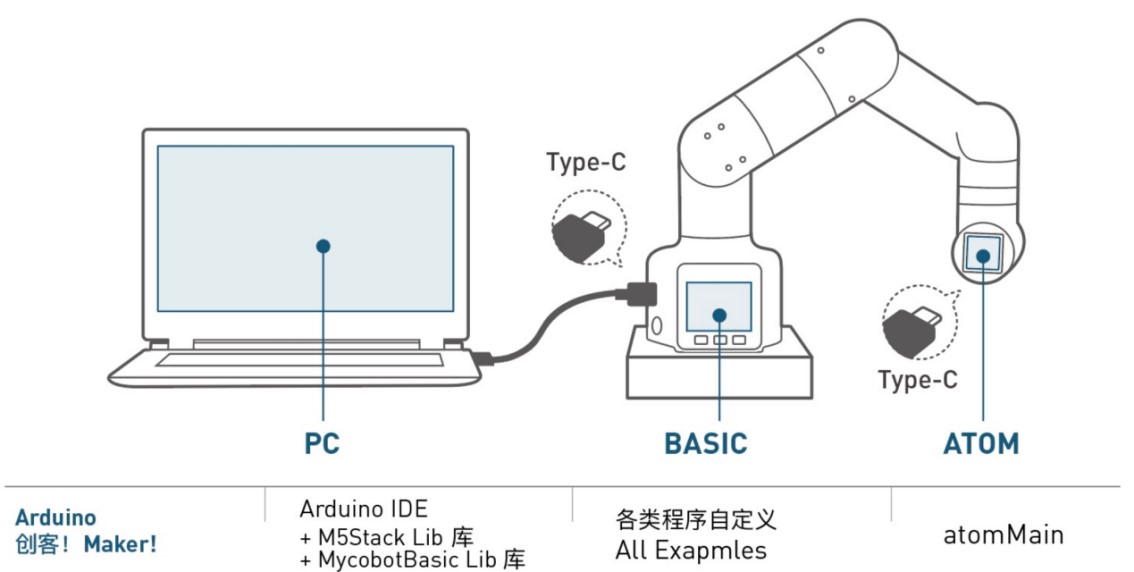 Type-C
Type-C
PC
BASIC
ATOM
Arduino
创客！Maker!
Arduino IDE
+ M5Stack Lib 库
+ MycobotBasic Lib 库
各类程序自定义
All Exapmles
atomMain